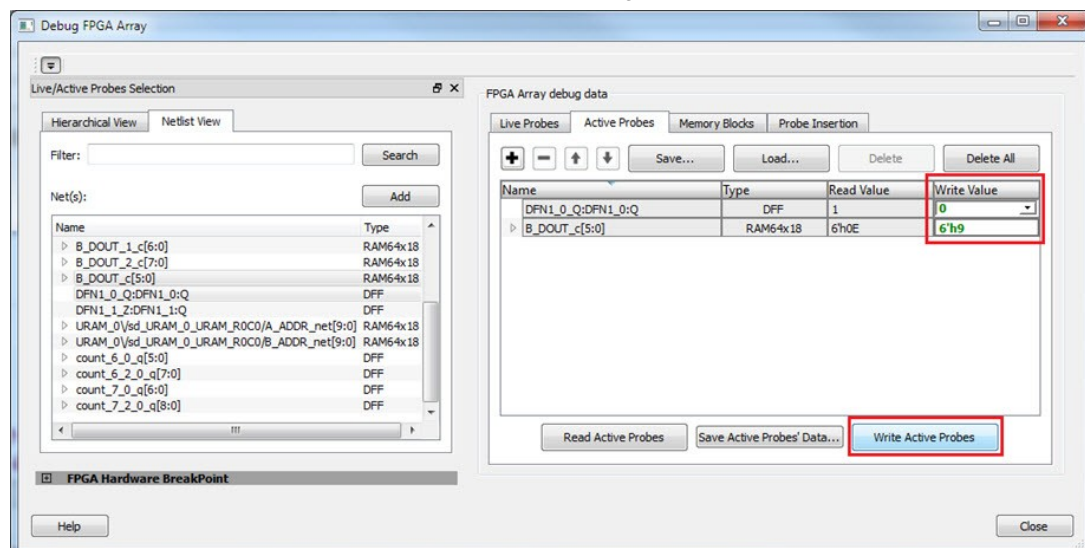 Debug FPGA Array
Live/Active Probes Selection
Hierarchical View Netlist View
Filter: Search
Net(s): Add
Name Type
B_DOUT_1_c[6:0] RAM64x18
B_DOUT_2_c[7:0] RAM64x18
B_DOUT_c[5:0] RAM64x18
DFN1_0_Q:DFN1_0:Q DFF
DFN1_1_Z:DFN1_1:Q DFF
URAM_0\/sd_URAM_0_URAM_R0C0/A_ADDR_net[9:0] RAM64x18
URAM_0\/sd_URAM_0_URAM_R0C0/B_ADDR_net[9:0] RAM64x18
count_6_0_q[5:0] DFF
count_6_2_0_q[7:0] DFF
count_7_0_q[6:0] DFF
count_7_2_0_q[8:0] DFF
FPGA Hardware BreakPoint
FPGA Array debug data
Live Probes Active Probes Memory Blocks Probe Insertion
Save... Load... Delete Delete All
Name Type Read Value Write Value
DFN1_0_Q:DFN1_0:Q DFF 1 0
B_DOUT_c[5:0] RAM64x18 6'h0E 6'h9
Read Active Probes Save Active Probes' Data... Write Active Probes
Help Close